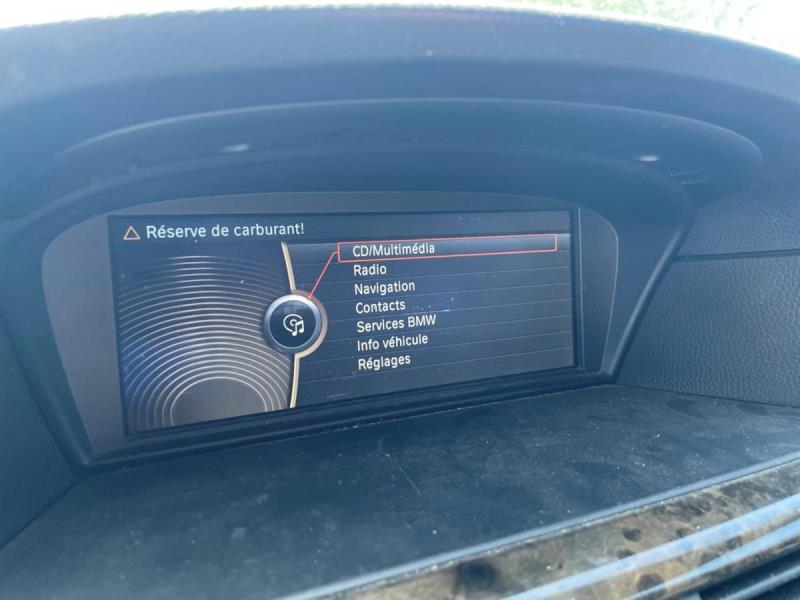 Réserve de carburant!
CD/Multimédia
Radio
Navigation
Contacts
Services BMW
Info véhicule
Réglages